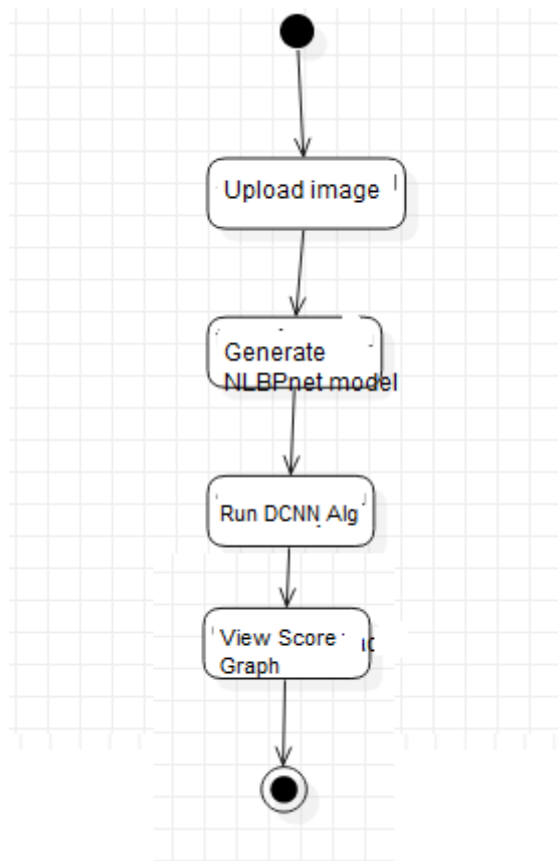 Upload image
Generate
NLBPnet model
Run DCNN Alg
View Score
Graph